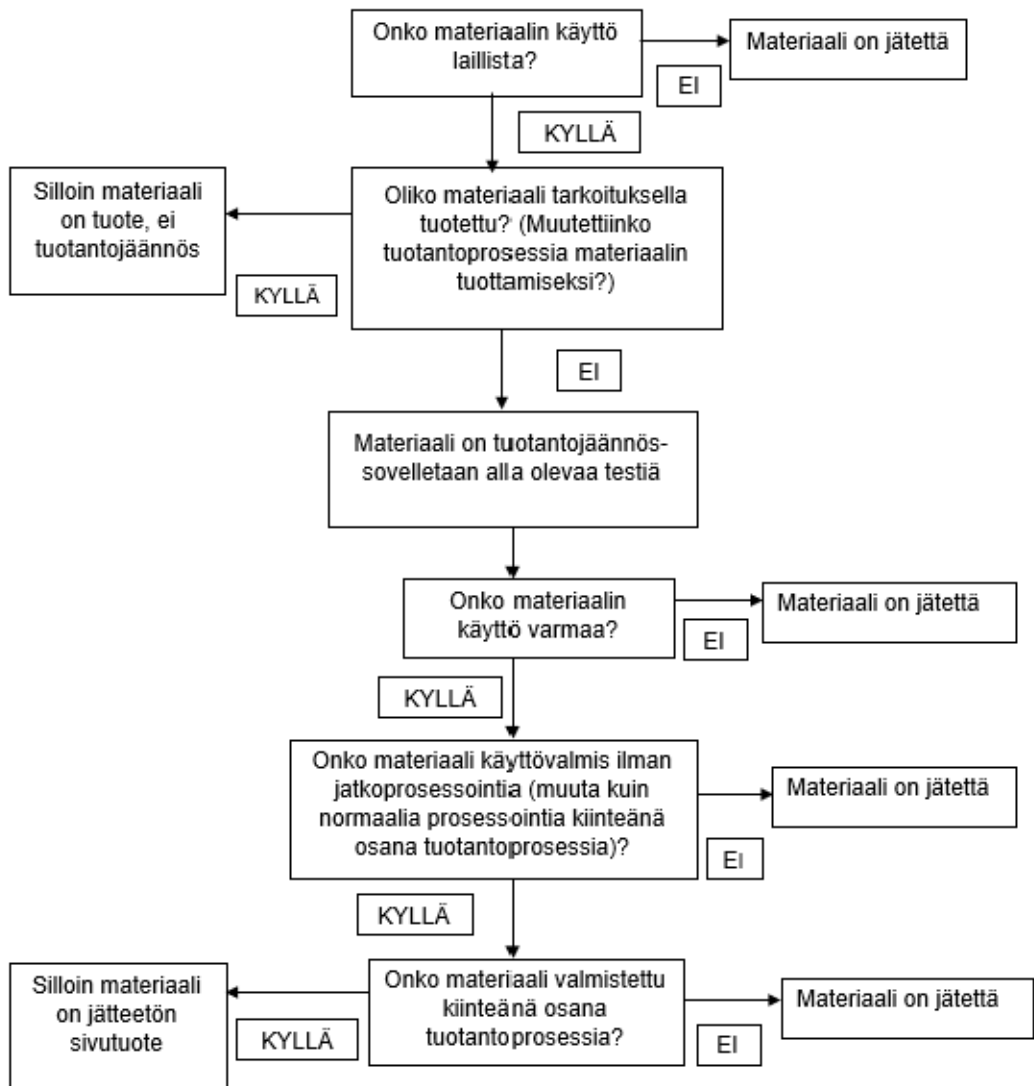 Onko materiaalin käyttö
laillista?
Materiaali on jätettä
EI
KYLLÄ
Silloin materiaali
on tuote, ei
tuotantojäännös
Oliko materiaali tarkoituksella
tuotettu? (Muutettiinko
tuotantoprosessia materiaalin
tuottamiseksi?)
KYLLÄ
EI
Materiaali on tuotantojäännös-
sovelletaan alla olevaa testiä
Onko materiaalin
käyttö varmaa?
Materiaali on jätettä
EI
KYLLÄ
Onko materiaali käyttövalmis ilman
jatkoprosessointia (muuta kuin
normaalia prosessointia kiinteänä
osana tuotantoprosessia)?
Materiaali on jätettä
EI
KYLLÄ
Silloin materiaali
on jätteetön
sivutuote
Onko materiaali valmistettu
kiinteänä osana
tuotantoprosessia?
Materiaali on jätettä
KYLLÄ
EI